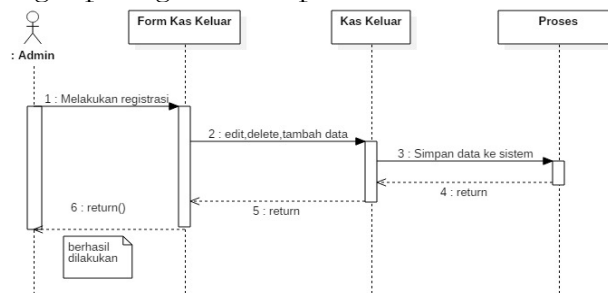 Form Kas Keluar
Kas Keluar
Proses
: Admin
1 : Melakukan registrasi
2 : edit,delete,tambah data
3 : Simpan data ke sistem
4 : return
5 : return
6 : return()
berhasil
dilakukan